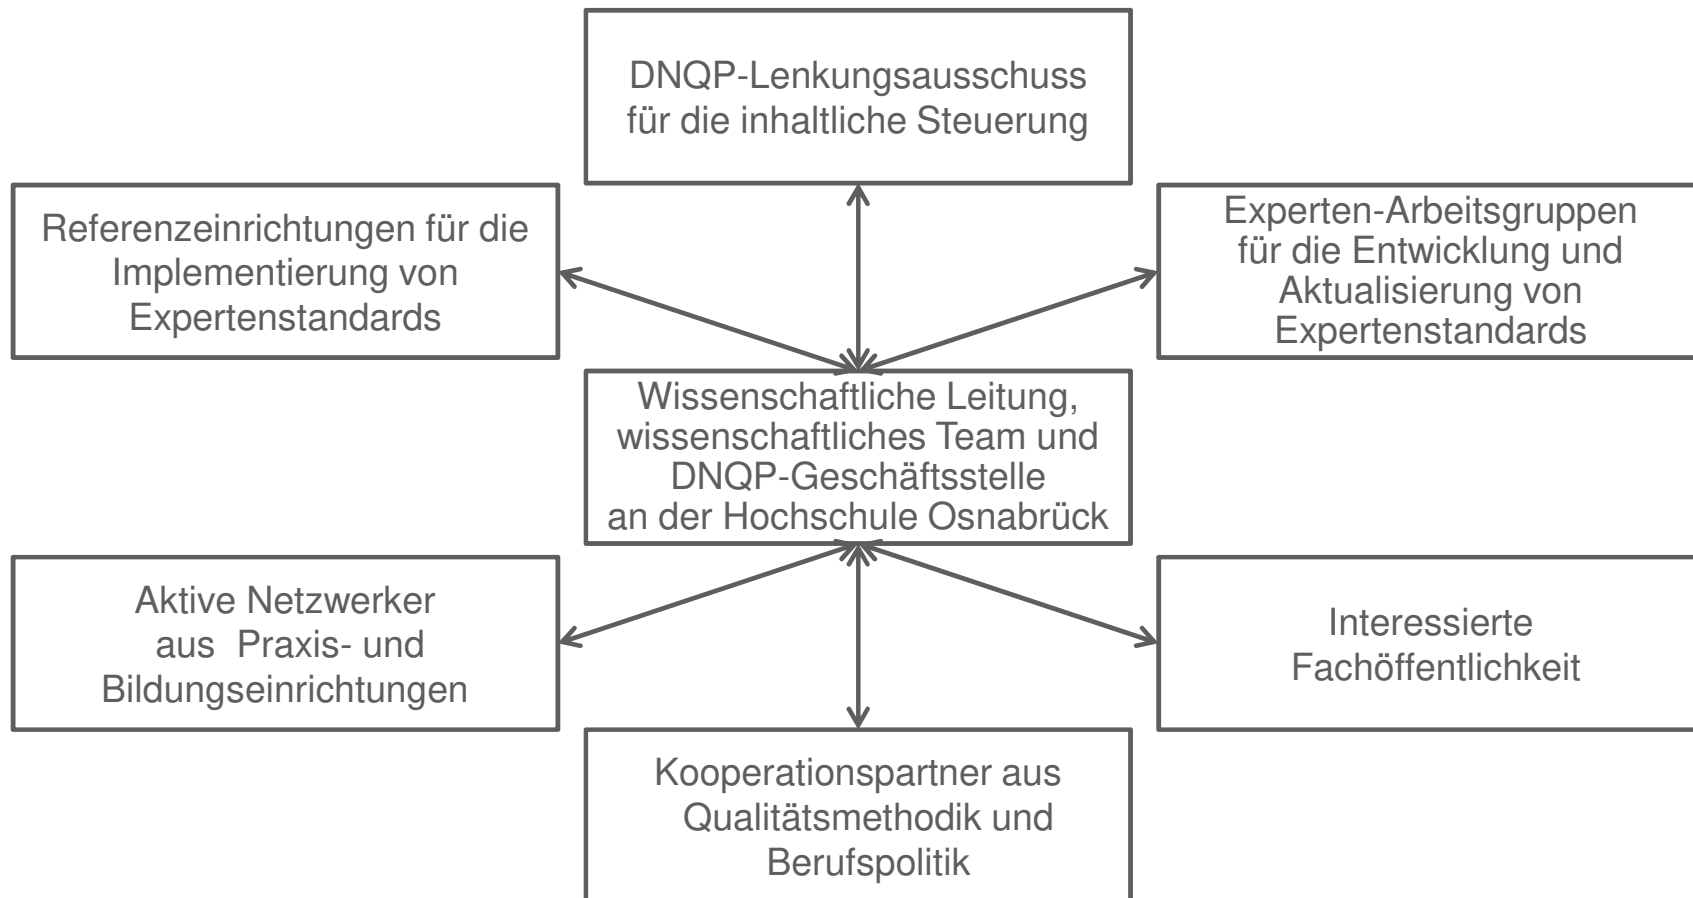 DNQP-Lenkungsausschuss
für die inhaltliche Steuerung
Referenzeinrichtungen für die
Implementierung von
Expertenstandards
Experten-Arbeitsgruppen
für die Entwicklung und
Aktualisierung von
Expertenstandards
Wissenschaftliche Leitung,
wissenschaftliches Team und
DNQP-Geschäftsstelle
an der Hochschule Osnabrück
Aktive Netzwerker
aus Praxis- und
Bildungseinrichtungen
Interessierte
Fachöffentlichkeit
Kooperationspartner aus
Qualitätsmethodik und
Berufspolitik